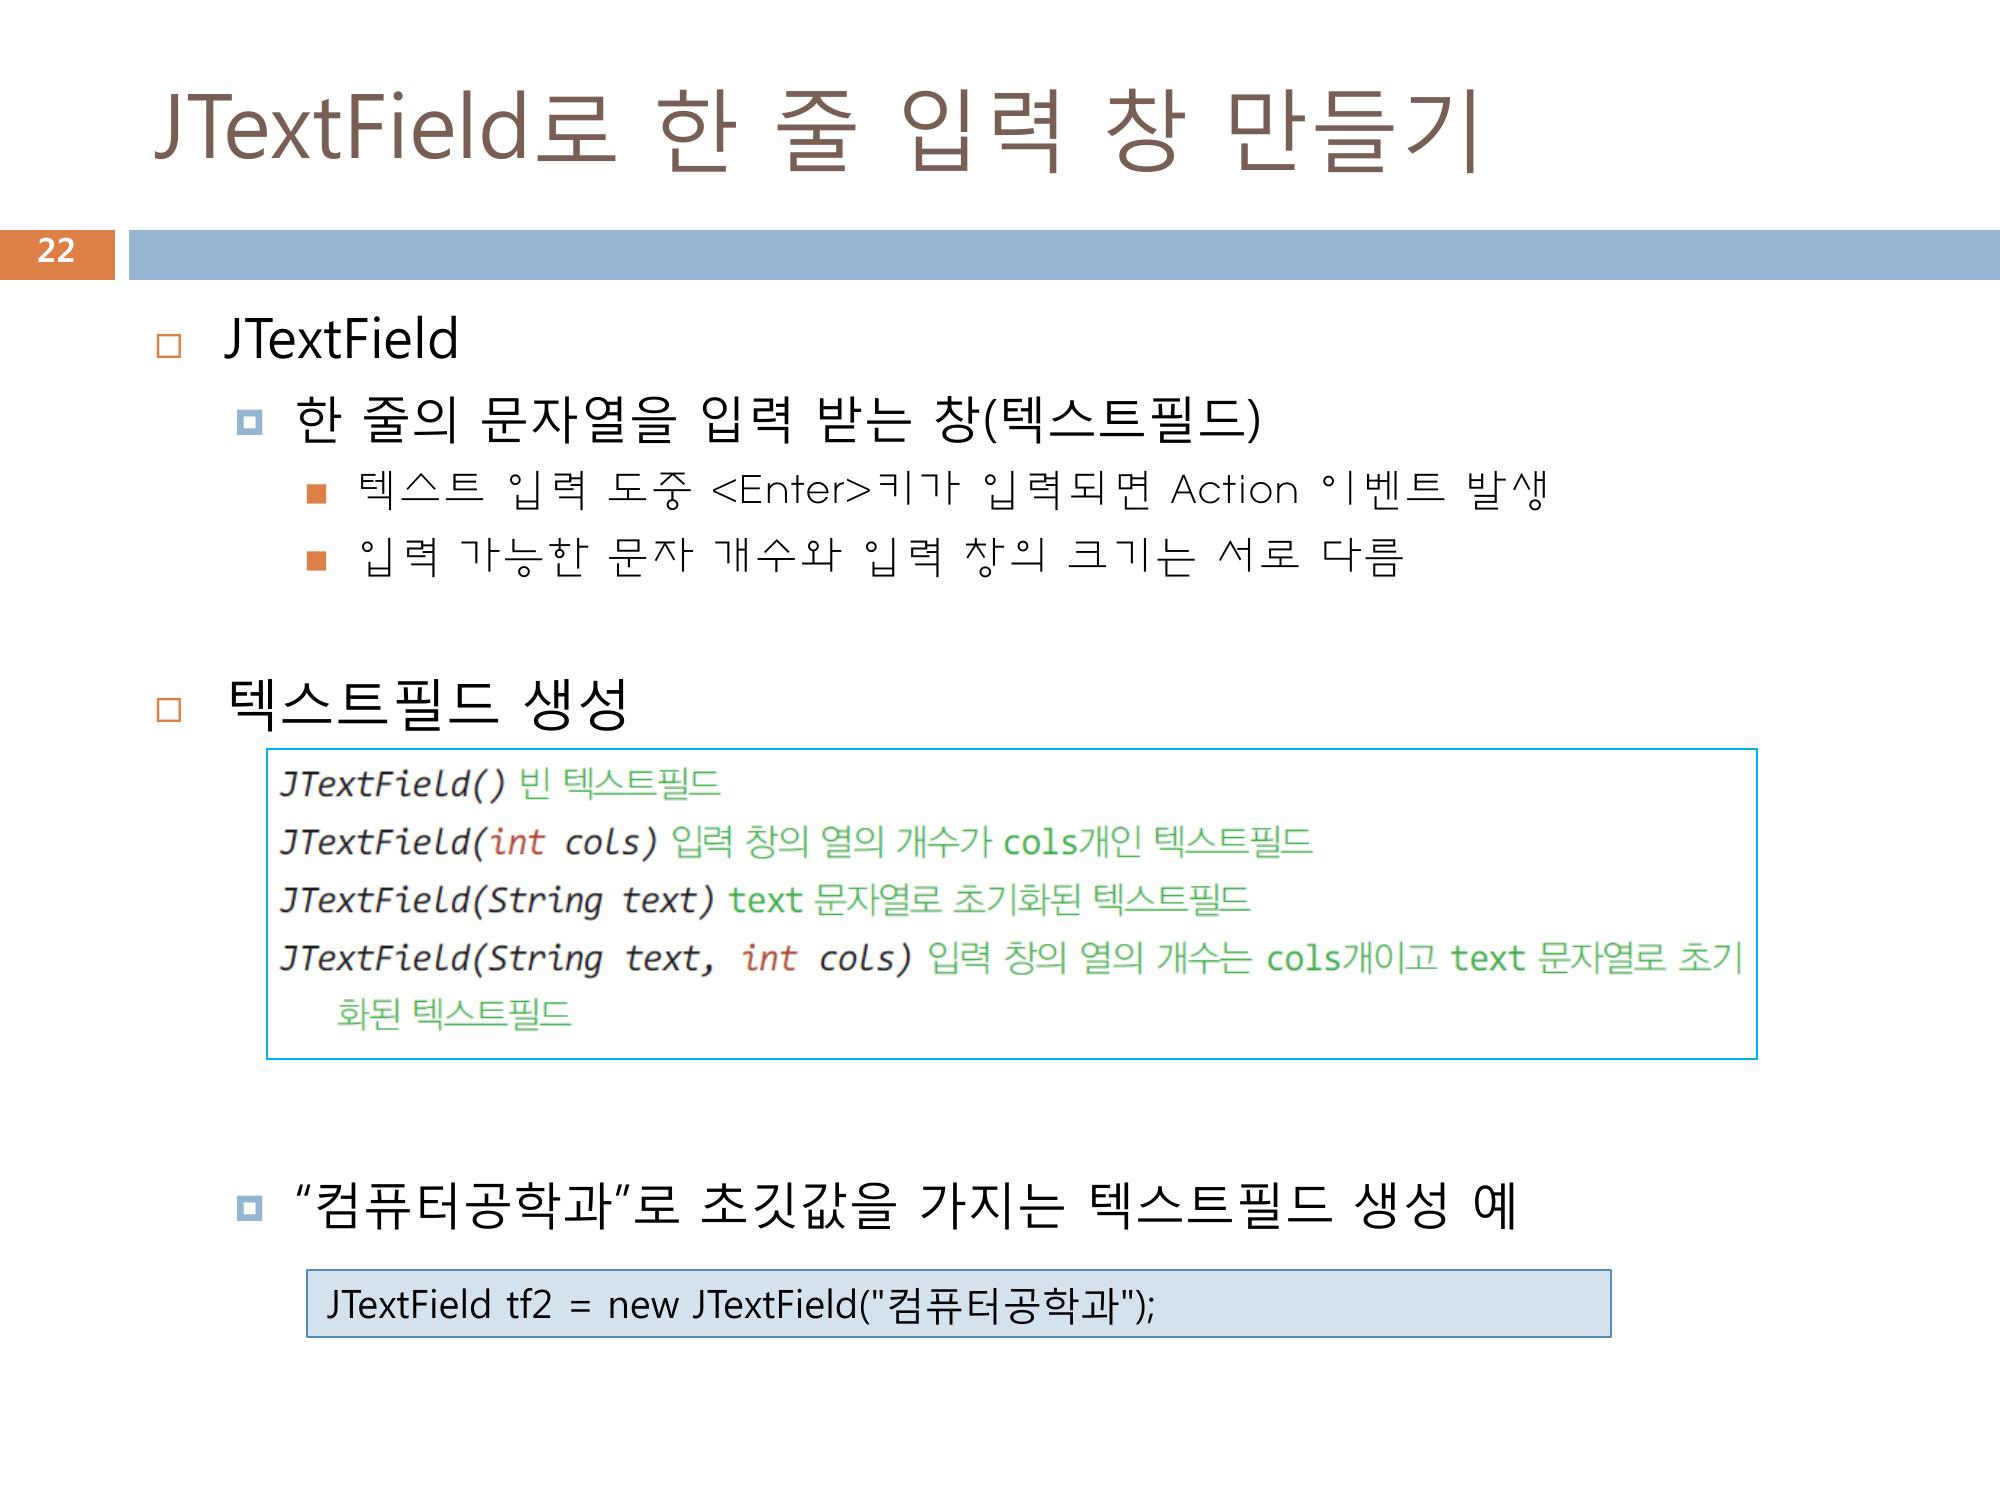 JTextField로 한 줄 입력 창 만들기
22
JTextField
한 줄의 문자열을 입력 받는 창(텍스트필드)
텍스트 입력 도중 <Enter>키가 입력되면 Action 이벤트 발생
입력 가능한 문자 개수와 입력 창의 크기는 서로 다름
텍스트필드 생성
JTextField() 빈 텍스트필드
JTextField(int cols) 입력 창의 열의 개수가 cols개인 텍스트필드
JTextField(String text) text 문자열로 초기화된 텍스트필드
JTextField(String text, int cols) 입력 창의 열의 개수는 cols개이고 text 문자열로 초기
화된 텍스트필드
“컴퓨터공학과”로 초깃값을 가지는 텍스트필드 생성 예
JTextField tf2 = new JTextField("컴퓨터공학과");